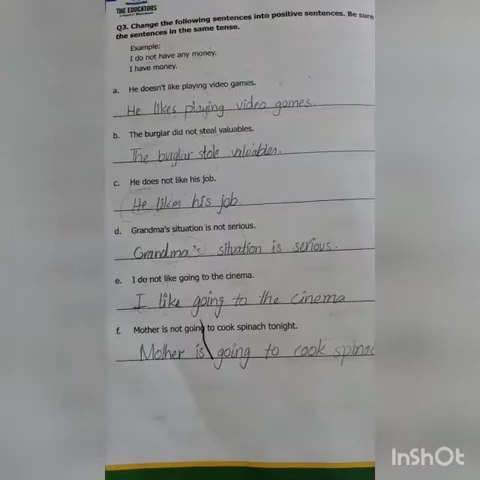 THE EDUCATORS
Q3. Change the following sentences into positive sentences. Be sure
the sentences in the same tense.
Example:
I do not have any money.
I have money.
a. He doesn't like playing video games.
He likes playing video games.
b. The burglar did not steal valuables.
The burglar stole valuables.
c. He does not like his job.
He likes his job.
d. Grandma's situation is not serious.
Grandma's situation is serious.
e. I do not like going to the cinema.
I like going to the cinema
f. Mother is not going to cook spinach tonight.
Mother is going to cook spinac
InShOt